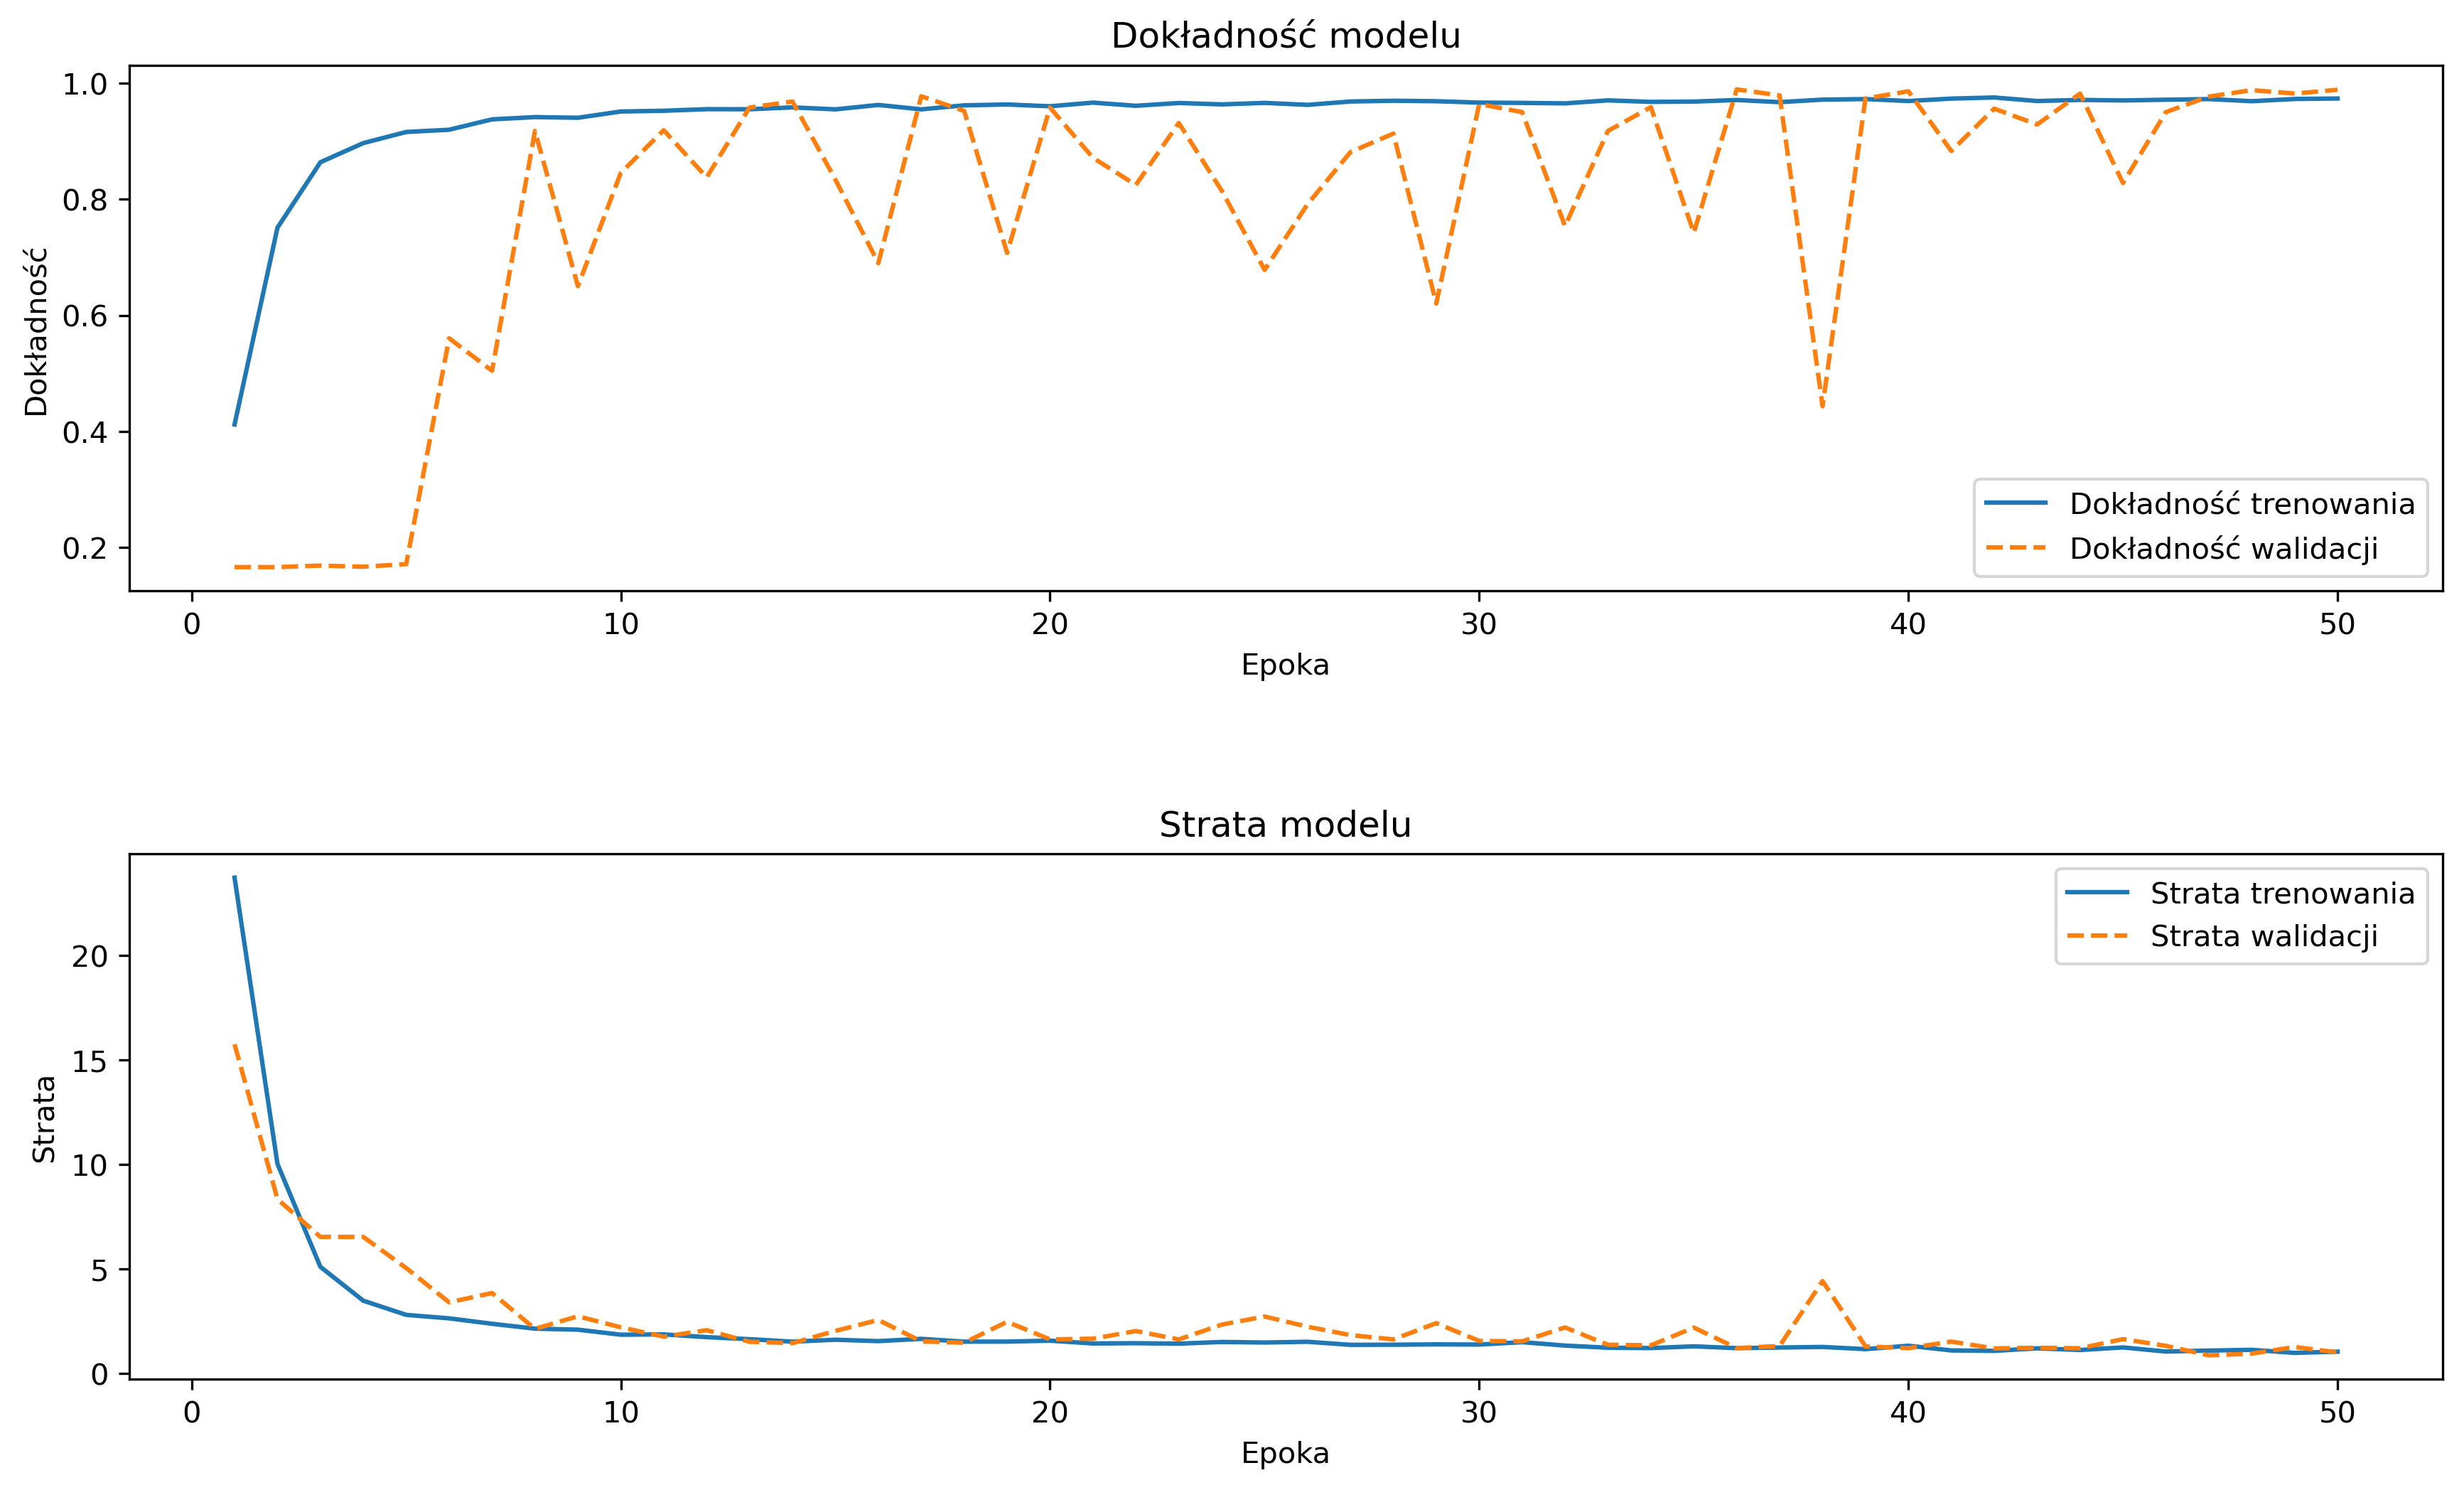 Dokładność modelu
1.0
0.8
0.6
0.4
0.2
Dokładność
Dokładność trenowania
Dokładność walidacji
0 10 20 30 40 50
Epoka
Strata modelu
20
15
10
5
0
Strata
Strata trenowania
Strata walidacji
0 10 20 30 40 50
Epoka